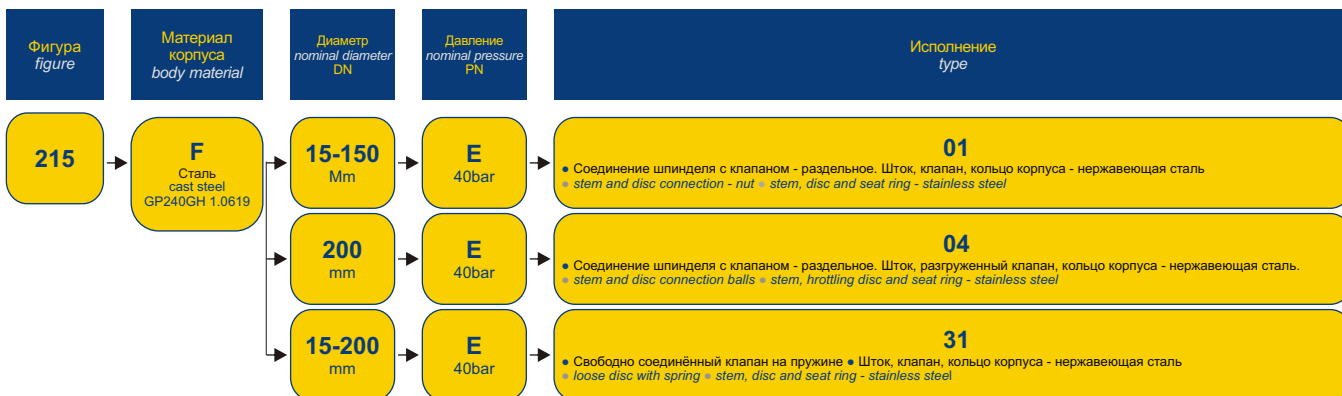 Фигура
figure
Материал
корпуса
body material
Диаметр
nominal diameter
DN
Давление
nominal pressure
PN
Исполнение
type
215
F
Сталь
cast steel
GP240GH 1.0619
15-150
Mm
E
40bar
01
● Соединение шпинделя с клапаном - раздельное. Шток, клапан, кольцо корпуса - нержавеющая сталь
● stem and disc connection - nut ● stem, disc and seat ring - stainless steel
200
mm
E
40bar
04
● Соединение шпинделя с клапаном - раздельное. Шток, разгруженный клапан, кольцо корпуса - нержавеющая сталь.
● stem and disc connection balls ● stem, hrottling disc and seat ring - stainless steel
15-200
mm
E
40bar
31
● Свободно соединённый клапан на пружине ● Шток, клапан, кольцо корпуса - нержавеющая сталь
● loose disc with spring ● stem, disc and seat ring - stainless steel